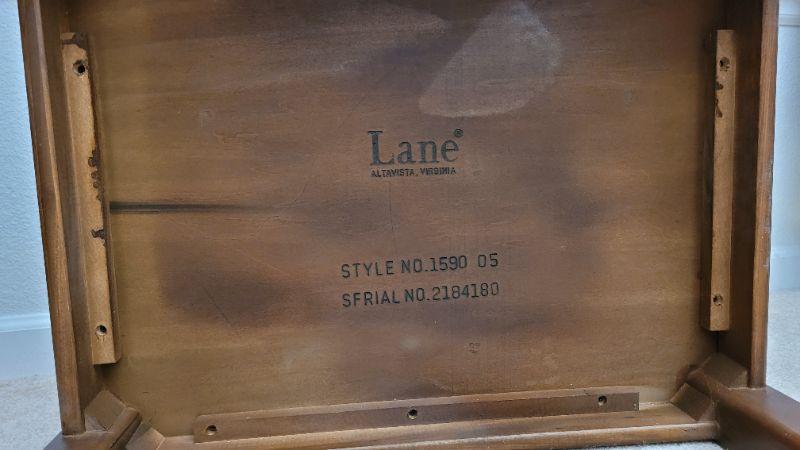 Lane®
ALTAVISTA, VIRGINIA
STYLE NO.1590 05
SFRIAL NO.2184180